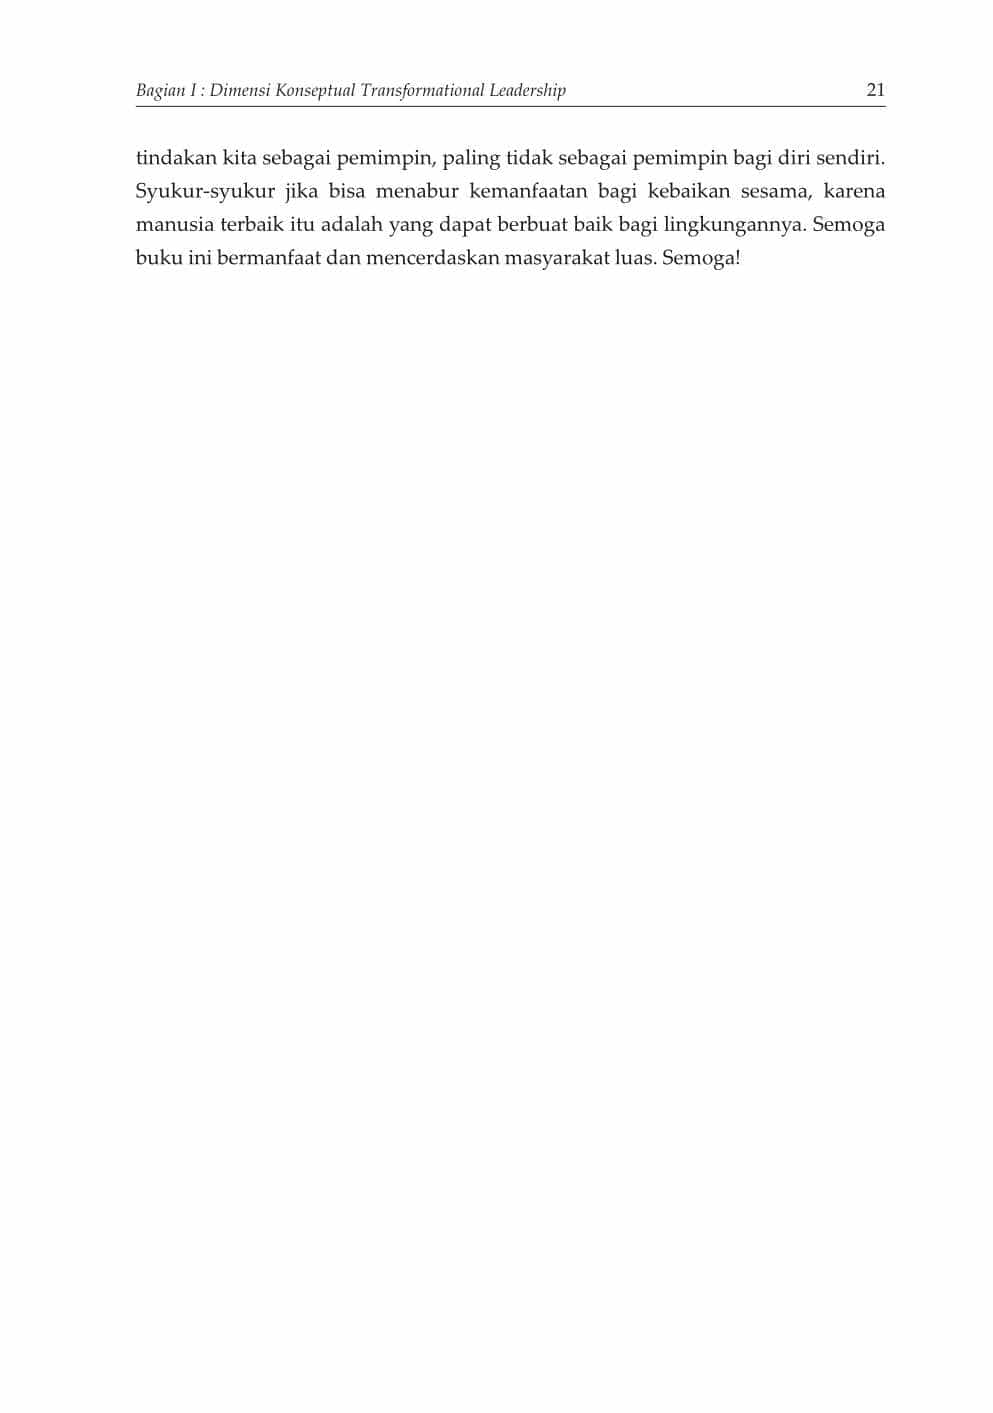 Bagian I : Dimensi Konseptual Transformational Leadership 21
tindakan kita sebagai pemimpin, paling tidak sebagai pemimpin bagi diri sendiri.
Syukur-syukur jika bisa menabur kemanfaatan bagi kebaikan sesama, karena
manusia terbaik itu adalah yang dapat berbuat baik bagi lingkungannya. Semoga
buku ini bermanfaat dan mencerdaskan masyarakat luas. Semoga!